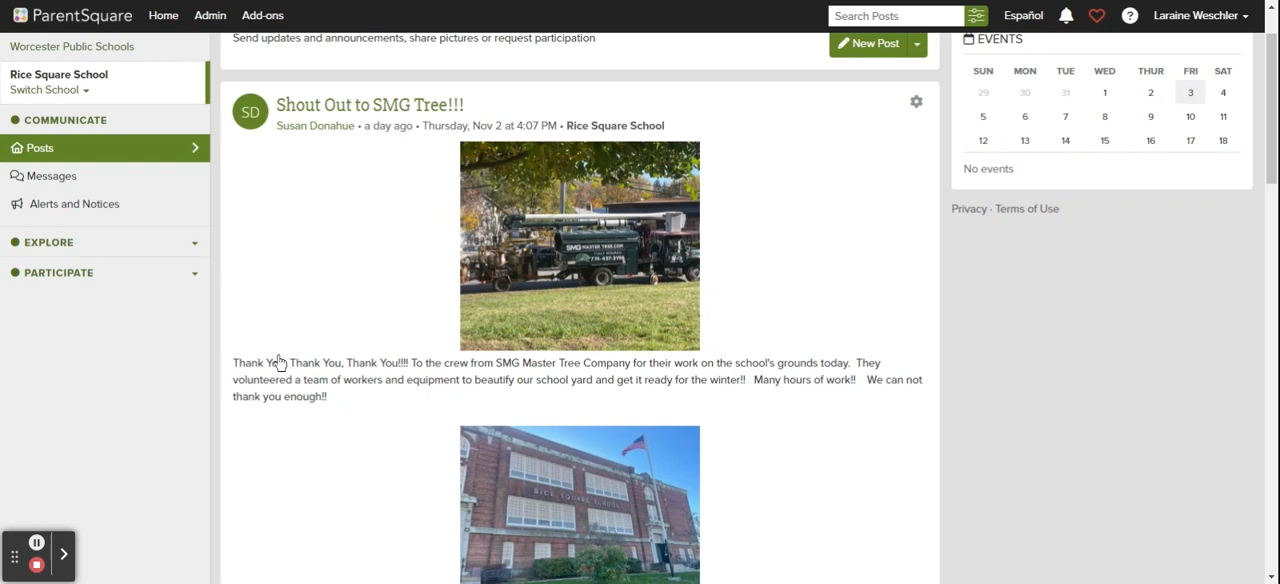 ParentSquare Home Admin Add-ons Search Posts Español ? Laraine Weschler
Worcester Public Schools
Rice Square School
Switch School
COMMUNICATE
Posts
Messages
Alerts and Notices
EXPLORE
PARTICIPATE
Send updates and announcements, share pictures or request participation
New Post
SD
Shout Out to SMG Tree!!!
Susan Donahue • a day ago • Thursday, Nov 2 at 4:07 PM • Rice Square School
SMG MASTER TREE.COM
Thank You, Thank You, Thank You!!!! To the crew from SMG Master Tree Company for their work on the school's grounds today. They
volunteered a team of workers and equipment to beautify our school yard and get it ready for the winter!! Many hours of work!! We can not
thank you enough!!
RICE SQUARE SCHOOL
EVENTS
SUN MON TUE WED THUR FRI SAT
29 30 31 1 2 3 4
5 6 7 8 9 10 11
12 13 14 15 16 17 18
No events
Privacy · Terms of Use